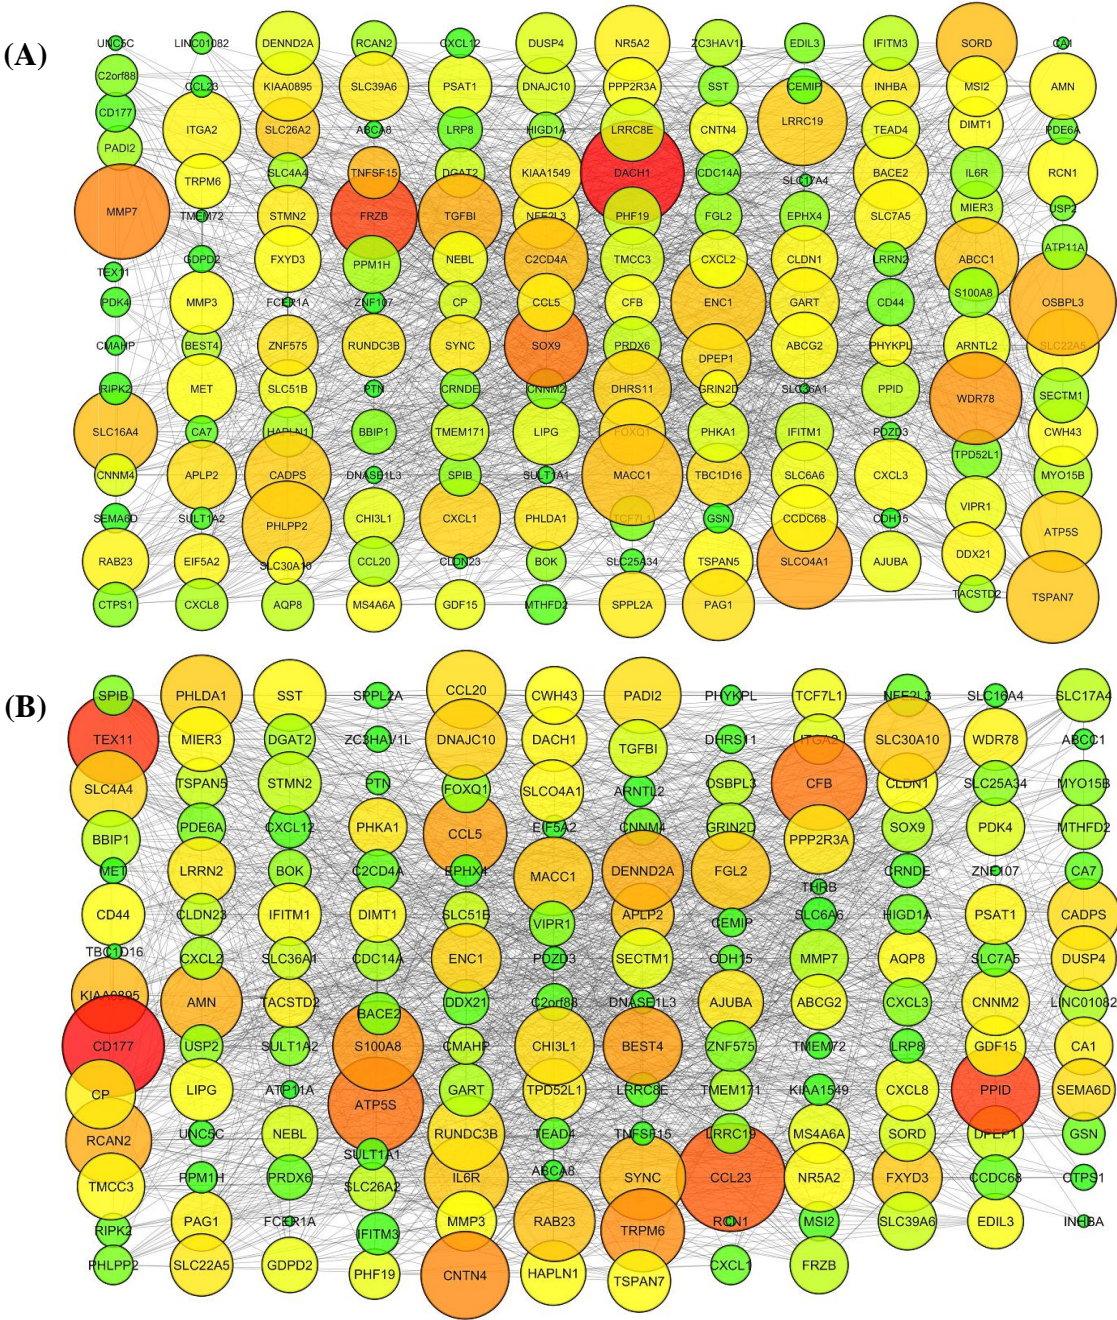 (A)
UNC5C LINC01082 DENND2A RCAN2 CXCL12 DUSP4 NR5A2 ZC3HAV1L EDIL3 IFITM3 SORD CA1
C2orf88 CCL23 KIAA0895 SLC39A6 PSAT1 DNAJC10 PPP2R3A SST CEMIP INHBA MSI2 AMN
CD177 ITGA2 SLC26A2 ABCA8 LRP8 HIGD1A LRRC8E CNTN4 LRRC19 TEAD4 DIMT1 PDE6A
PADI2 TRPM6 SLC4A4 TNFSF15 DGAT2 KIAA1549 DACH1 CDC14A SLC17A4 BACE2 IL6R RCN1
MMP7 TMEM72 STMN2 FRZB TGFBI NFE2L3 PHF19 FGL2 EPHX4 SLC7A5 MIER3 USP2
TEX11 GDPD2 FXYD3 PPM1H NEBL C2CD4A TMCC3 CXCL2 CLDN1 LRRN2 ABCC1 ATP11A
PDK4 MMP3 FCER1A ZNF107 CP CCL5 CFB ENC1 GART CD44 S100A8 OSBPL3
CMAHP BEST4 ZNF575 RUNDC3B SYNC SOX9 PRDX6 DPEP1 ABCG2 PHYKPL ARNTL2 SLC22A5
RIPK2 MET SLC51B PTN CRNDE CNNM2 DHRS11 GRIN2D SLC36A1 PPID WDR78 SECTM1
SLC16A4 CA7 HAPLN1 BBIP1 TMEM171 LIPG FOXQ1 PHKA1 IFITM1 PDZD3 TPD52L1 CWH43
CNNM4 APLP2 CADPS DNASE1L3 SPIB SULT1A1 MACC1 TBC1D16 SLC6A6 CXCL3 MYO15B
SEMA6D SULT1A2 PHLPP2 CHI3L1 CXCL1 PHLDA1 TCF7L1 GSN CCDC68 CDH15 VIPR1 ATP5S
RAB23 EIF5A2 SLC30A10 CCL20 CLDN23 BOK SLC25A34 TSPAN5 SLCO4A1 AJUBA DDX21
CTPS1 CXCL8 AQP8 MS4A6A GDF15 MTHFD2 SPPL2A PAG1 TACSTD2 TSPAN7
(B)
SPIB PHLDA1 SST SPPL2A CCL20 CWH43 PADI2 PHYKPL TCF7L1 NFE2L3 SLC16A4 SLC17A4
TEX11 MIER3 DGAT2 ZC3HAV1L DNAJC10 DACH1 TGFBI DHRS11 ITGA2 SLC30A10 WDR78 ABCC1
SLC4A4 TSPAN5 STMN2 PTN FOXQ1 SLCO4A1 ARNTL2 OSBPL3 CFB CLDN1 SLC25A34 MYO15B
BBIP1 PDE6A CXCL12 PHKA1 CCL5 EIF5A2 CNNM4 GRIN2D PPP2R3A SOX9 PDK4 MTHFD2
MET LRRN2 BOK C2CD4A EPHX4 MACC1 DENND2A FGL2 THRB CRNDE ZNF107 CA7
CD44 CLDN23 IFITM1 DIMT1 SLC51B VIPR1 APLP2 CEMIP SLC6A6 HIGD1A PSAT1 CADPS
TBC1D16 CXCL2 SLC36A1 CDC14A ENC1 PDZD3 SECTM1 CDH15 MMP7 AQP8 SLC7A5 DUSP4
KIAA0895 AMN TACSTD2 BACE2 DDX21 C2orf88 DNASE1L3 AJUBA ABCG2 CXCL3 CNNM2 LINC01082
CD177 USP2 SULT1A2 S100A8 CMAHP CHI3L1 BEST4 ZNF575 TMEM72 LRP8 GDF15 CA1
CP LIPG ATP11A ATP5S GART TPD52L1 LRRC8E TMEM171 KIAA1549 CXCL8 PPID SEMA6D
RCAN2 UNC5C NEBL SULT1A1 RUNDC3B TEAD4 TNFSF15 LRRC19 MS4A6A SORD DPEP1 GSN
TMCC3 PPM1H PRDX6 SLC26A2 IL6R ABCA8 SYNC CCL23 NR5A2 FXYD3 CCDC68 CTPS1
RIPK2 PAG1 FCER1A IFITM3 MMP3 RAB23 TRPM6 RCN1 MSI2 SLC39A6 EDIL3 INHBA
PHLPP2 SLC22A5 GDPD2 PHF19 CNTN4 HAPLN1 TSPAN7 CXCL1 FRZB